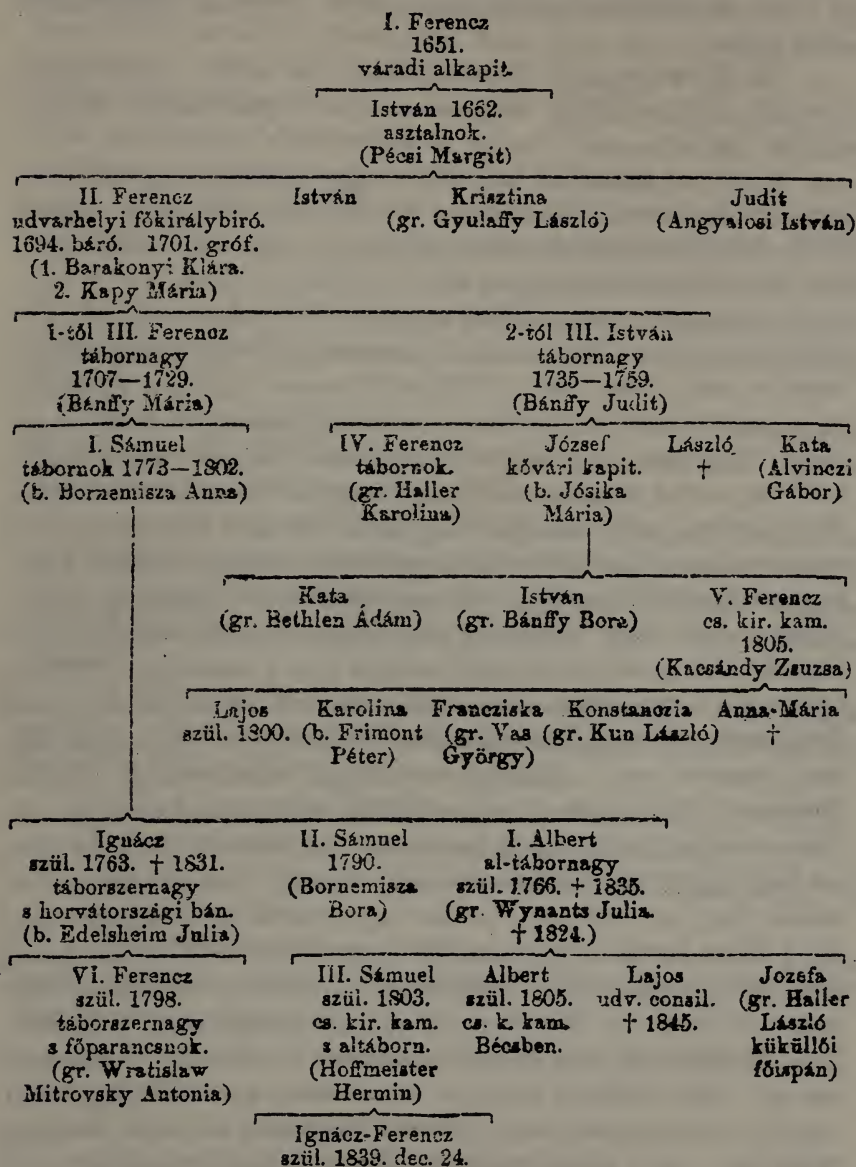 I. Ferencz
1651.
váradi alkapit.
István 1662.
asztalnok.
(Pécsi Margit)
II. Ferencz István Krisztina Judit
udvarhelyi főkirálybiró. (gr. Gyulaffy László) (Angyalosi István)
1694. báró. 1701. gróf.
(1. Barakonyi Klára.
2. Kapy Mária)
1-től III. Ferencz 2-től III. István
tábornagy tábornagy
1707—1729. 1735—1759.
(Bánffy Mária) (Bánffy Judit)
I. Sámuel IV. Ferencz József László Kata
tábornok 1773—1802. tábornok. kővári kapit. † (Alvinczi
(b. Bornemisza Anna) (gr. Haller (b. Jósika Gábor)
Karolina) Mária)
Kata István V. Ferencz
(gr. Bethlen Ádám) (gr. Bánffy Bora) cs. kir. kam.
1805.
(Kacsándy Zsuzsa)
Lajos Karolina Francziska Konstanczia Anna-Mária
szül. 1800. (b. Frimont (gr. Vas (gr. Kun László) †
Péter) György)
Ignácz II. Sámuel I. Albert
szül. 1763. † 1831. 1790. al-tábornagy
táborszernagy (Bornemisza szül. 1766. † 1835.
s horvátországi bán. Bora) (gr. Wynants Julia.
(b. Edelsheim Julia) † 1824.)
VI. Ferencz III. Sámuel Albert Lajos Jozefa
szül. 1798. szül. 1803. szül. 1805. udv. consil. (gr. Haller
táborszernagy cs. kir. kam. cs. k. kam. † 1845. László
s főparancsnok. s altáborn. Bécsben. küküllői
(gr. Wratislaw (Hoffmeister főispán)
Mitrovsky Antonia) Hermin)
Ignácz-Ferencz
szül. 1839. dec. 24.